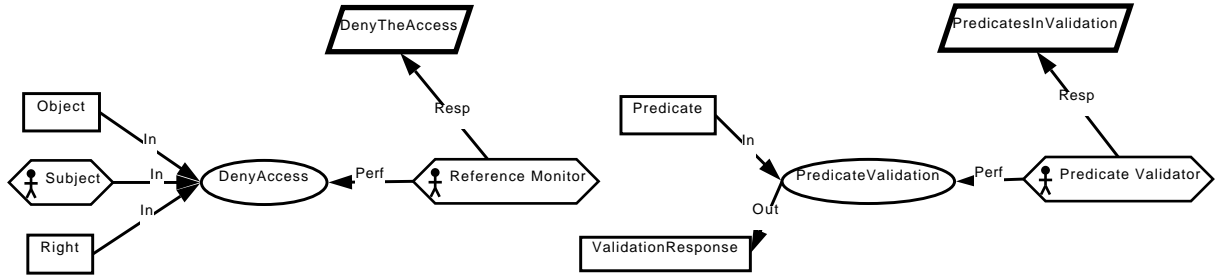 DenyTheAccess
Resp
Object
In
Subject
In
DenyAccess
Perf
Reference Monitor
In
Right
PredicatesInValidation
Resp
Predicate
In
PredicateValidation
Perf
Predicate Validator
Out
ValidationResponse